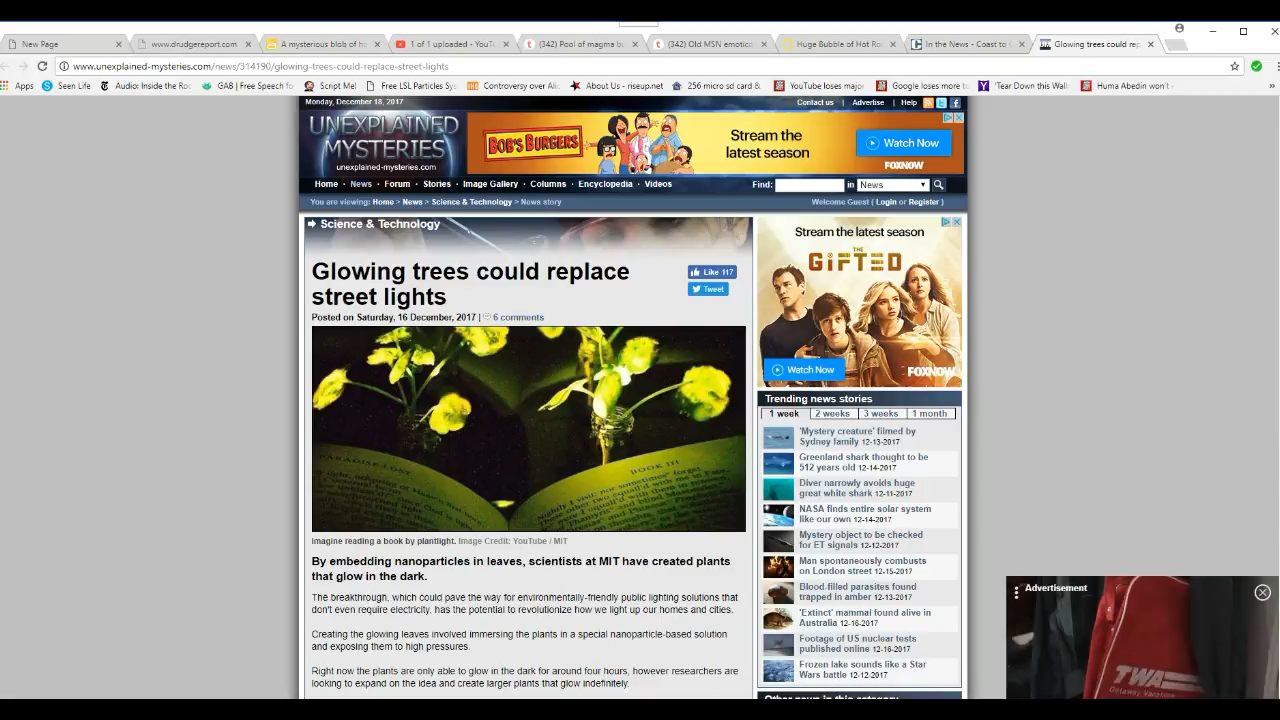 New Page
www.drudgereport.com
A mysterious blob of ho
1 of 1 uploaded - YouTu
(342) Pool of magma bu
(342) Old MSN emotico
Huge Bubble of Hot Ro
In the News - Coast to C
Glowing trees could rep
www.unexplained-mysteries.com/news/314190/glowing-trees-could-replace-street-lights
Apps
Seen Life
Audio: Inside the Ro
GAB | Free Speech fo
Script Me!
Free LSL Particles Sy
Controversy over Alic
About Us - riseup.net
256 micro sd card &
YouTube loses major
Google loses more t
'Tear Down this Wall
Huma Abedin won't
»
Monday, December 18, 2017
Contact us | Advertise | Help
UNEXPLAINED
MYSTERIES
unexplained-mysteries.com
BOB'S BURGERS
Stream the
latest season
Watch Now
FOXNOW
Home · News · Forum · Stories · Image Gallery · Columns · Encyclopedia · Videos
Find: in News
You are viewing: Home > News > Science & Technology > News story
Welcome Guest ( Login or Register )
Science & Technology
Glowing trees could replace
street lights
Like 117
Tweet
Posted on Saturday, 16 December, 2017 | 6 comments
PARADISE LOST
BOOK III
Imagine reading a book by plantlight. Image Credit: YouTube / MIT
By embedding nanoparticles in leaves, scientists at MIT have created plants
that glow in the dark.
The breakthrough, which could pave the way for environmentally-friendly public lighting solutions that
don't even require electricity, has the potential to revolutionize how we light up our homes and cities.
Creating the glowing leaves involved immersing the plants in a special nanoparticle-based solution
and exposing them to high pressures.
Right now the plants are only able to glow in the dark for around four hours, however researchers are
looking to expand on the idea and create larger plants that glow indefinitely.
Stream the latest season
THE
GIFTED
Watch Now
FOXNOW
Trending news stories
1 week 2 weeks 3 weeks 1 month
'Mystery creature' filmed by
Sydney family 12-13-2017
Greenland shark thought to be
512 years old 12-14-2017
Diver narrowly avoids huge
great white shark 12-11-2017
NASA finds entire solar system
like our own 12-14-2017
Mystery object to be checked
for ET signals 12-12-2017
Man spontaneously combusts
on London street 12-15-2017
Blood-filled parasites found
trapped in amber 12-13-2017
'Extinct' mammal found alive in
Australia 12-16-2017
Footage of US nuclear tests
published online 12-16-2017
Frozen lake sounds like a Star
Wars battle 12-12-2017
Other news in this category
Advertisement
TWA
Getaway Vacation